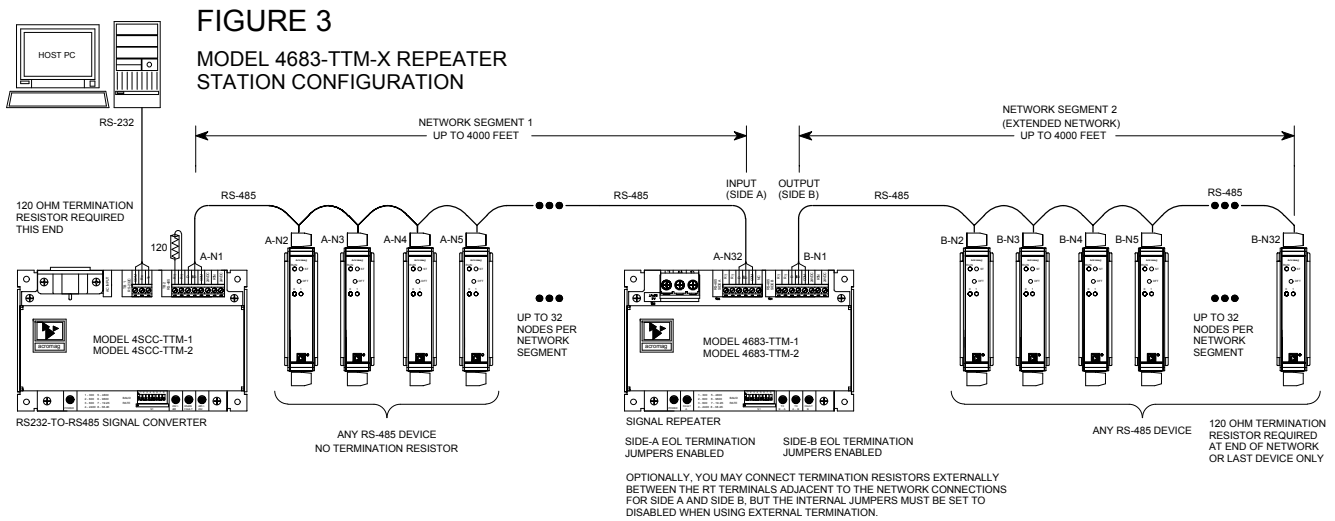 FIGURE 3
MODEL 4683-TTM-X REPEATER
STATION CONFIGURATION
HOST PC
RS-232
NETWORK SEGMENT 1
UP TO 4000 FEET
NETWORK SEGMENT 2
(EXTENDED NETWORK)
UP TO 4000 FEET
120 OHM TERMINATION
RESISTOR REQUIRED
THIS END
120
A-N1
RS-485
A-N2
A-N3
A-N4
A-N5
RS-485
INPUT
(SIDE A)
OUTPUT
(SIDE B)
A-N32
B-N1
RS-485
B-N2
B-N3
B-N4
B-N5
RS-485
B-N32
acromag
MODEL 4SCC-TTM-1
MODEL 4SCC-TTM-2
RS232-TO-RS485 SIGNAL CONVERTER
UP TO 32
NODES PER
NETWORK
SEGMENT
ANY RS-485 DEVICE
NO TERMINATION RESISTOR
acromag
MODEL 4683-TTM-1
MODEL 4683-TTM-2
SIGNAL REPEATER
SIDE-A EOL TERMINATION
JUMPERS ENABLED
SIDE-B EOL TERMINATION
JUMPERS ENABLED
OPTIONALLY, YOU MAY CONNECT TERMINATION RESISTORS EXTERNALLY
BETWEEN THE RT TERMINALS ADJACENT TO THE NETWORK CONNECTIONS
FOR SIDE A AND SIDE B, BUT THE INTERNAL JUMPERS MUST BE SET TO
DISABLED WHEN USING EXTERNAL TERMINATION.
UP TO 32
NODES PER
NETWORK
SEGMENT
ANY RS-485 DEVICE
120 OHM TERMINATION
RESISTOR REQUIRED
AT END OF NETWORK
OR LAST DEVICE ONLY